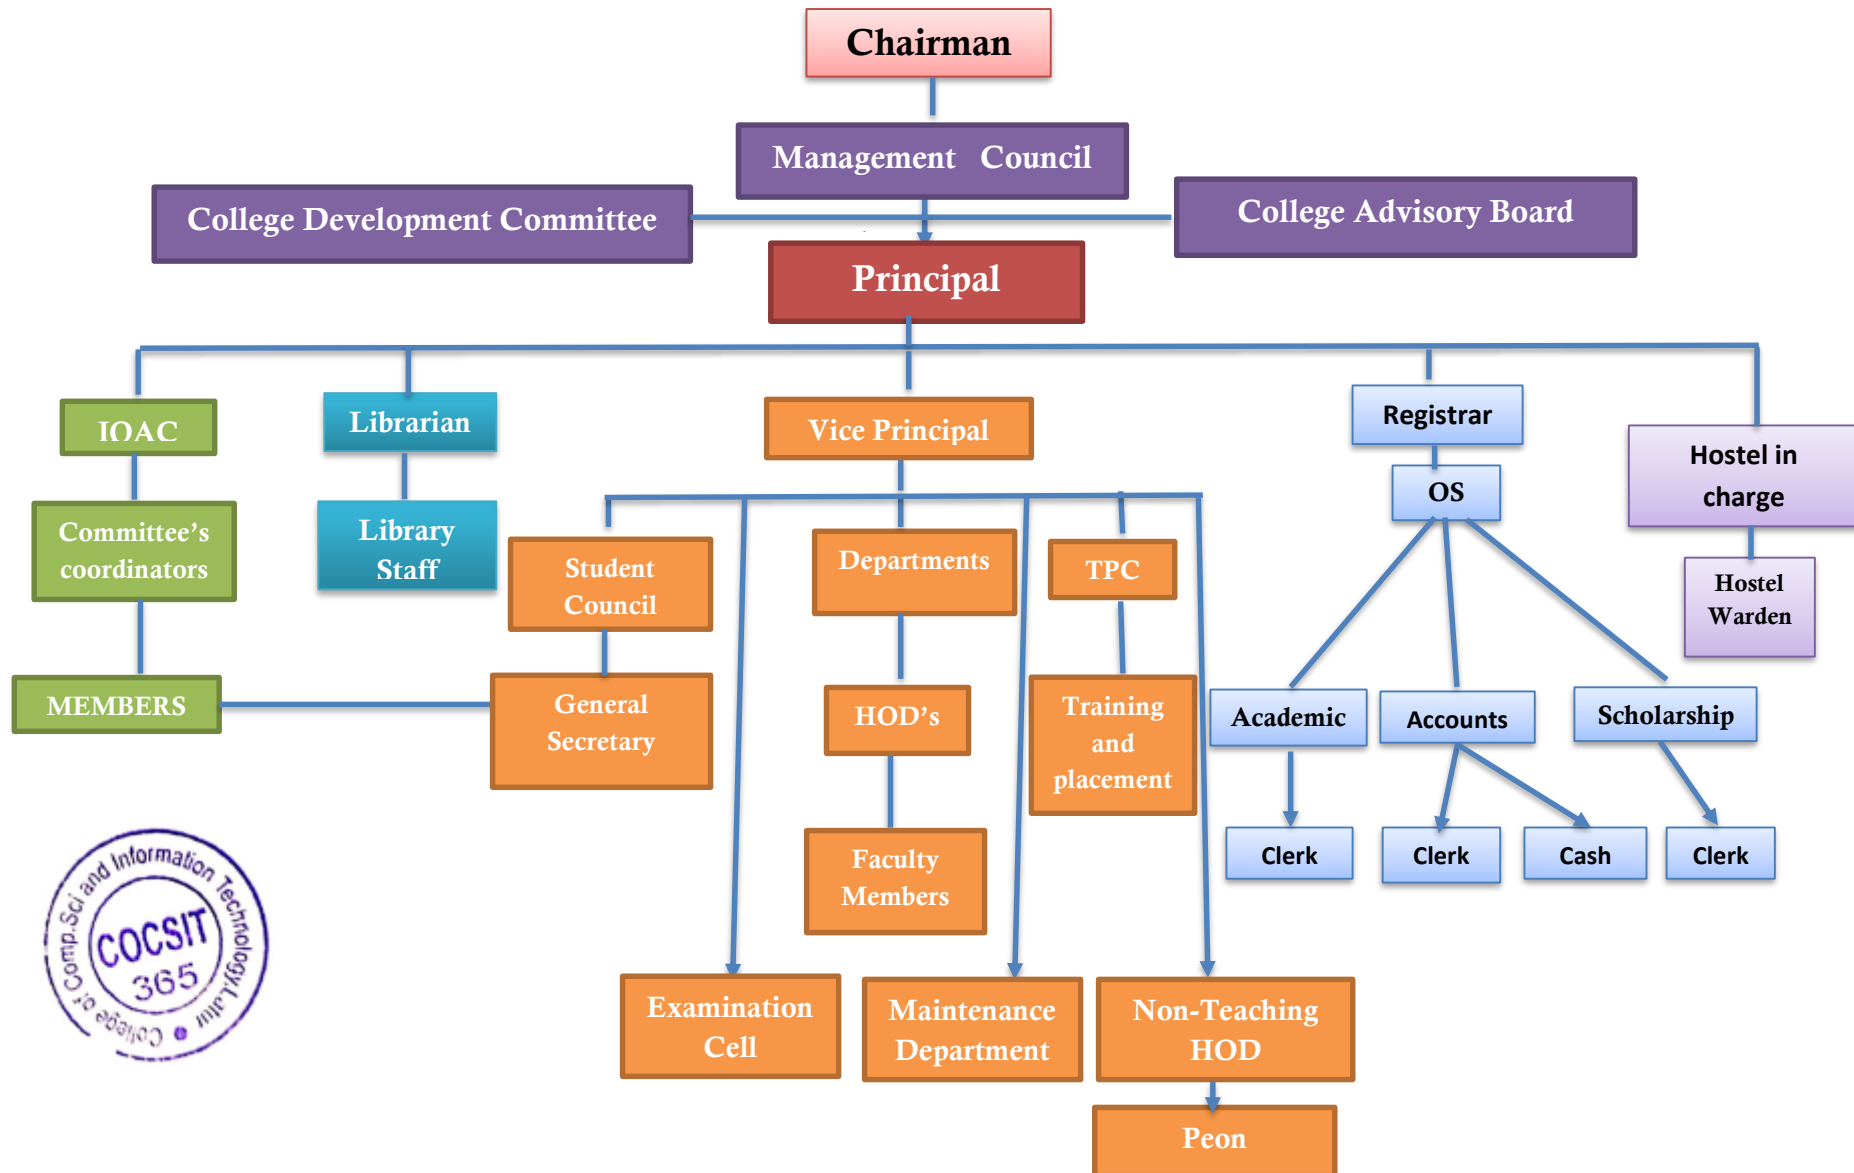 Chairman
Management Council
College Development Committee
College Advisory Board
Principal
IQAC
Librarian
Vice Principal
Registrar
Hostel in
charge
OS
Committee's
coordinators
Library
Staff
Student
Council
Departments
TPC
Hostel
Warden
MEMBERS
General
Secretary
HOD's
Training
and
placement
Academic
Accounts
Scholarship
Clerk
Clerk
Cash
Clerk
Faculty
Members
Examination
Cell
Maintenance
Department
Non-Teaching
HOD
Peon
College of Comp.Sci and Information Technology,Latur
COCSIT
365